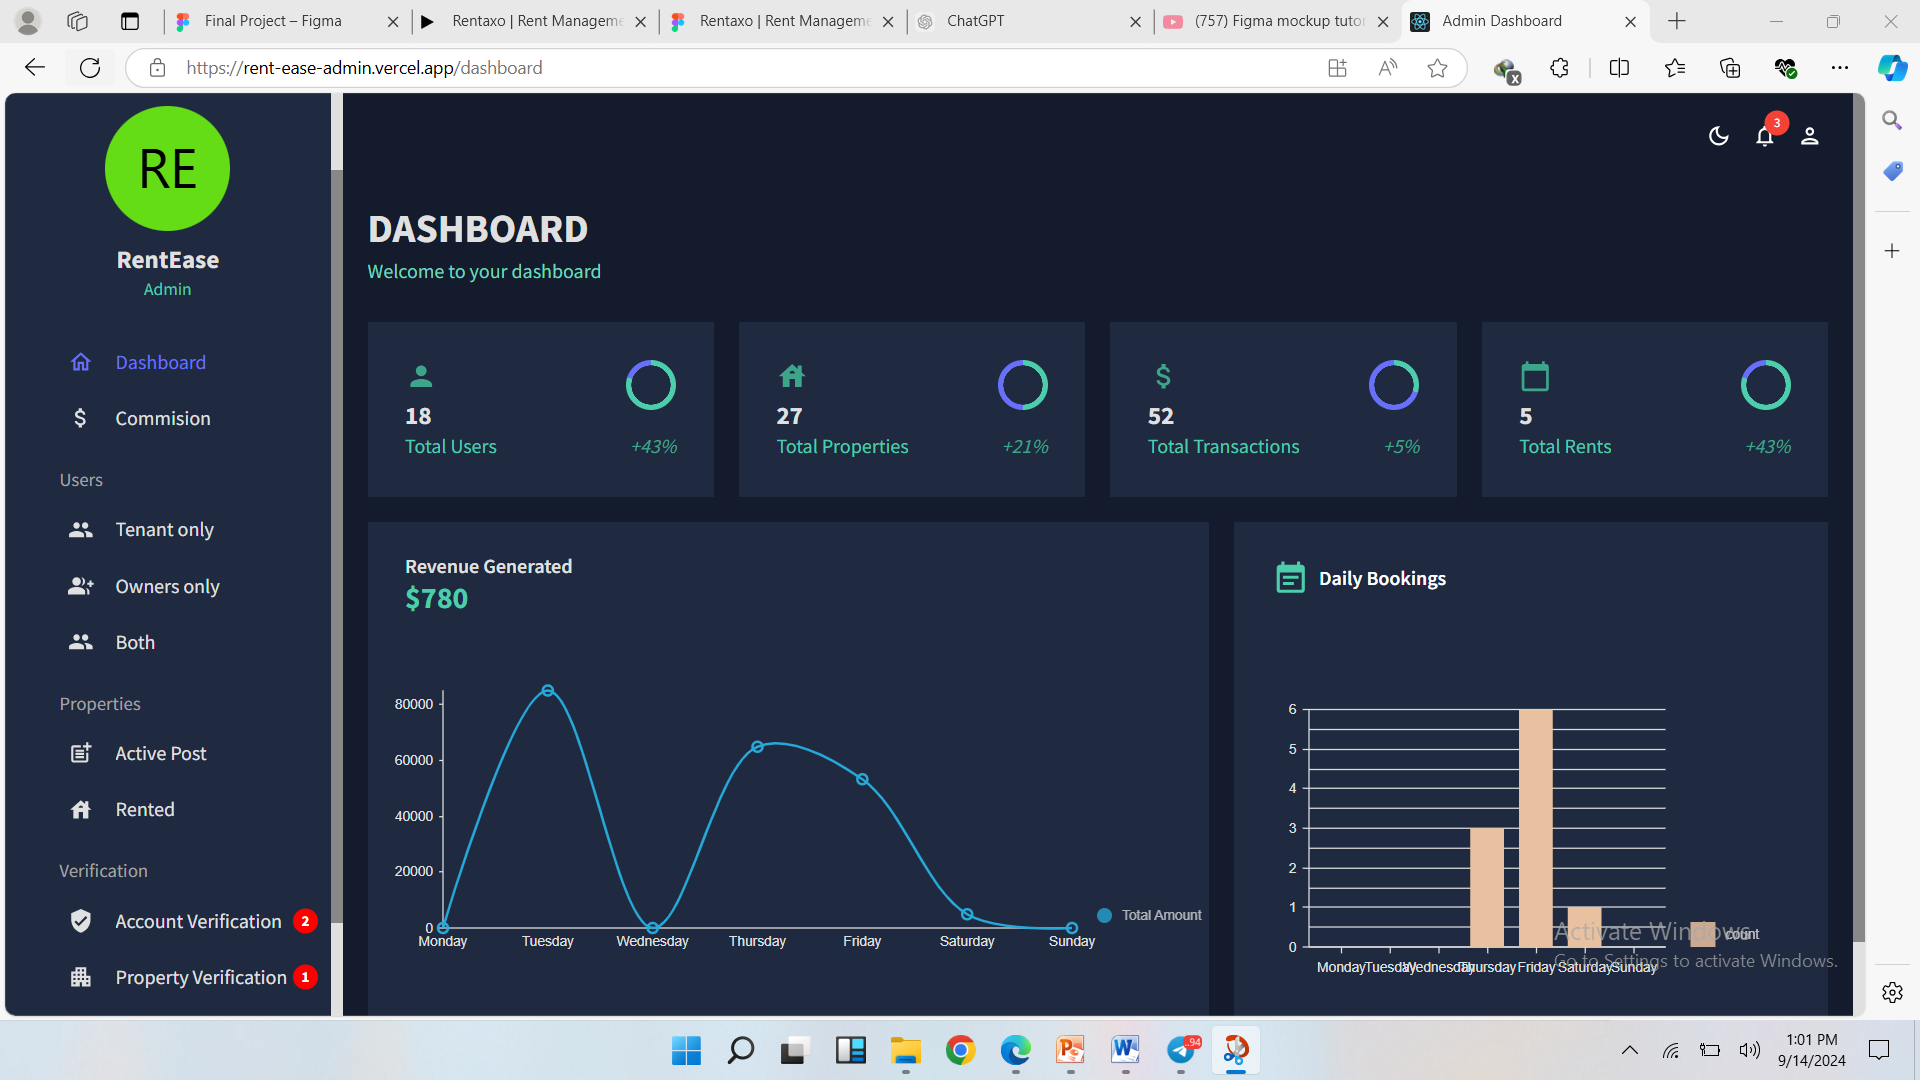 Final Project – Figma
Rentaxo | Rent Manageme
Rentaxo | Rent Manageme
ChatGPT
(757) Figma mockup tutor
Admin Dashboard
https://rent-ease-admin.vercel.app/dashboard
x
RE
RentEase
Admin
Dashboard
Commision
Users
Tenant only
Owners only
Both
Properties
Active Post
Rented
Verification
Account Verification 2
Property Verification 1
3
DASHBOARD
Welcome to your dashboard
18
Total Users +43%
27
Total Properties +21%
52
Total Transactions +5%
5
Total Rents +43%
Revenue Generated
$780
80000
60000
40000
20000
0
Monday Tuesday Wednesday Thursday Friday Saturday Sunday
Total Amount
Daily Bookings
6
5
4
3
2
1
0
Monday Tuesday Wednesday Thursday Friday Saturday Sunday
count
Activate Windows
Go to Settings to activate Windows.
94
1:01 PM
9/14/2024